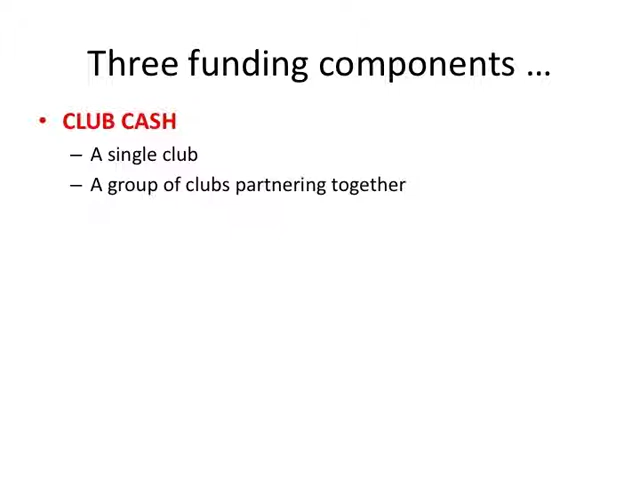 Three funding components …
• CLUB CASH
– A single club
– A group of clubs partnering together